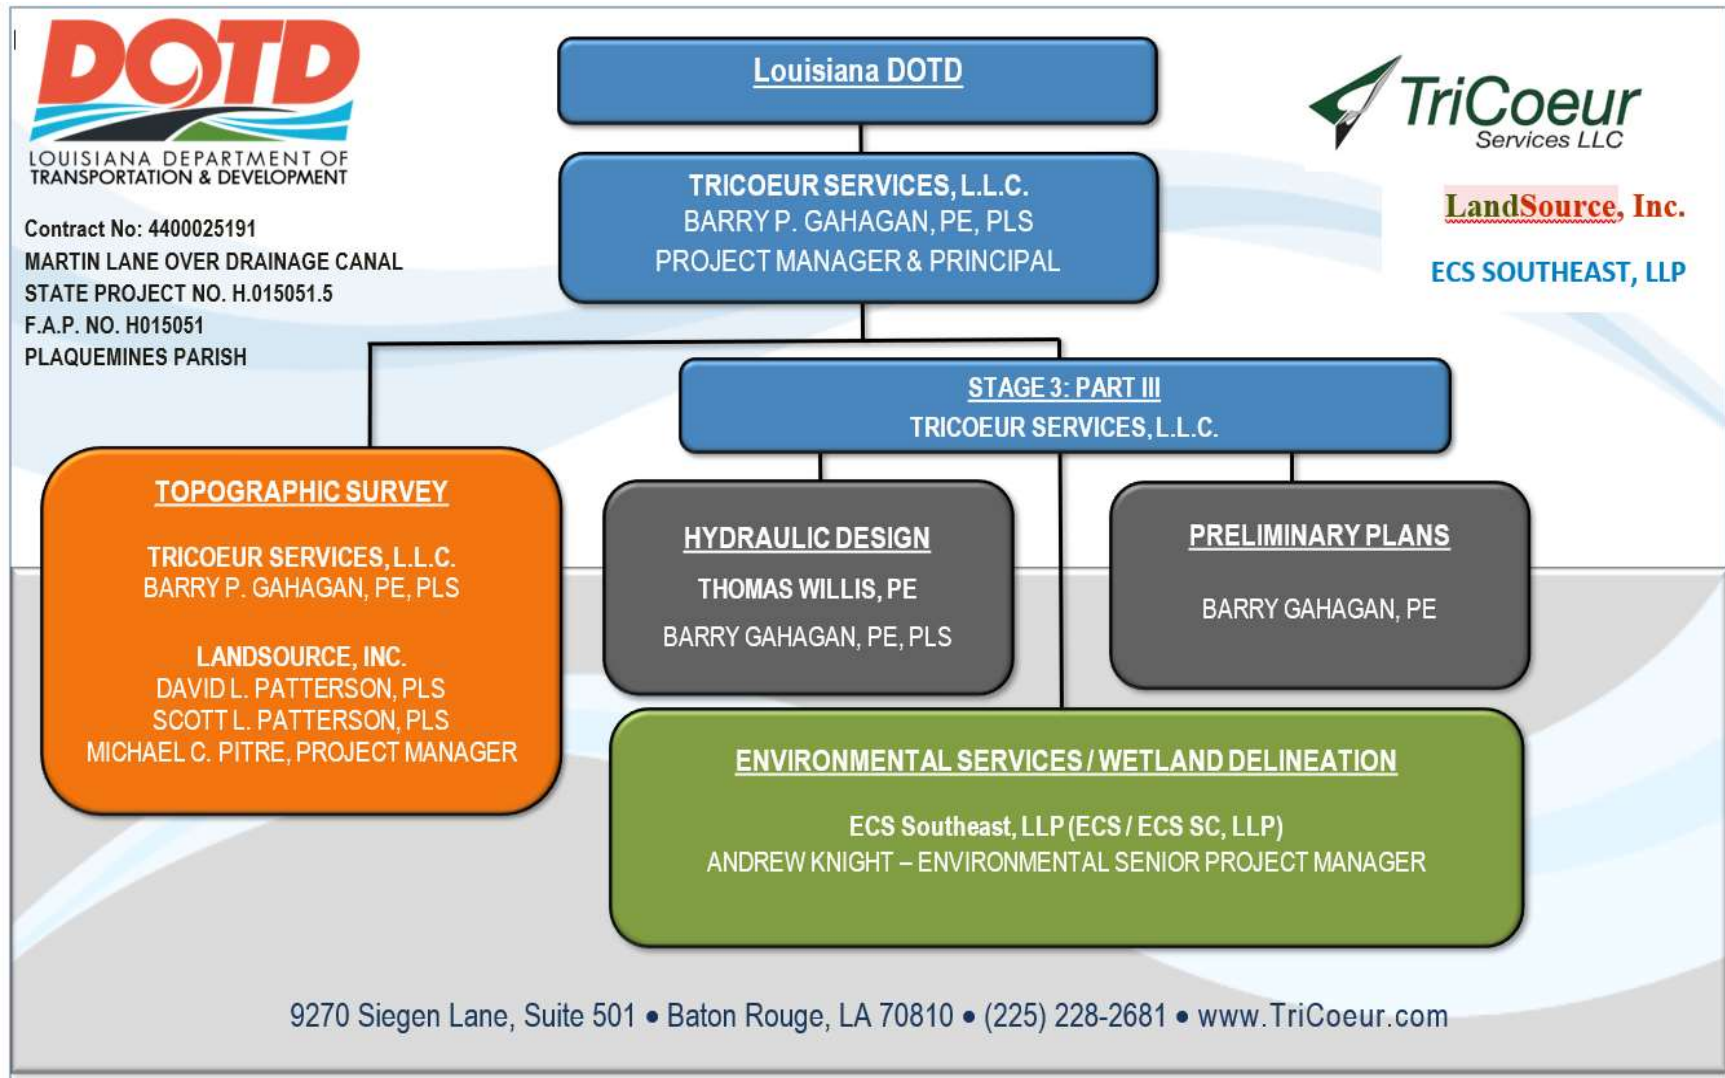 DOTD
LOUISIANA DEPARTMENT OF
TRANSPORTATION & DEVELOPMENT
Contract No: 4400025191
MARTIN LANE OVER DRAINAGE CANAL
STATE PROJECT NO. H.015051.5
F.A.P. NO. H015051
PLAQUEMINES PARISH
Louisiana DOTD
TRICOEUR SERVICES, L.L.C.
BARRY P. GAHAGAN, PE, PLS
PROJECT MANAGER & PRINCIPAL
TriCoeur
Services LLC
LandSource, Inc.
ECS SOUTHEAST, LLP
STAGE 3: PART III
TRICOEUR SERVICES, L.L.C.
TOPOGRAPHIC SURVEY
TRICOEUR SERVICES, L.L.C.
BARRY P. GAHAGAN, PE, PLS
LANDSOURCE, INC.
DAVID L. PATTERSON, PLS
SCOTT L. PATTERSON, PLS
MICHAEL C. PITRE, PROJECT MANAGER
HYDRAULIC DESIGN
THOMAS WILLIS, PE
BARRY GAHAGAN, PE, PLS
PRELIMINARY PLANS
BARRY GAHAGAN, PE
ENVIRONMENTAL SERVICES / WETLAND DELINEATION
ECS Southeast, LLP (ECS / ECS SC, LLP)
ANDREW KNIGHT – ENVIRONMENTAL SENIOR PROJECT MANAGER
9270 Siegen Lane, Suite 501 • Baton Rouge, LA 70810 • (225) 228-2681 • www.TriCoeur.com